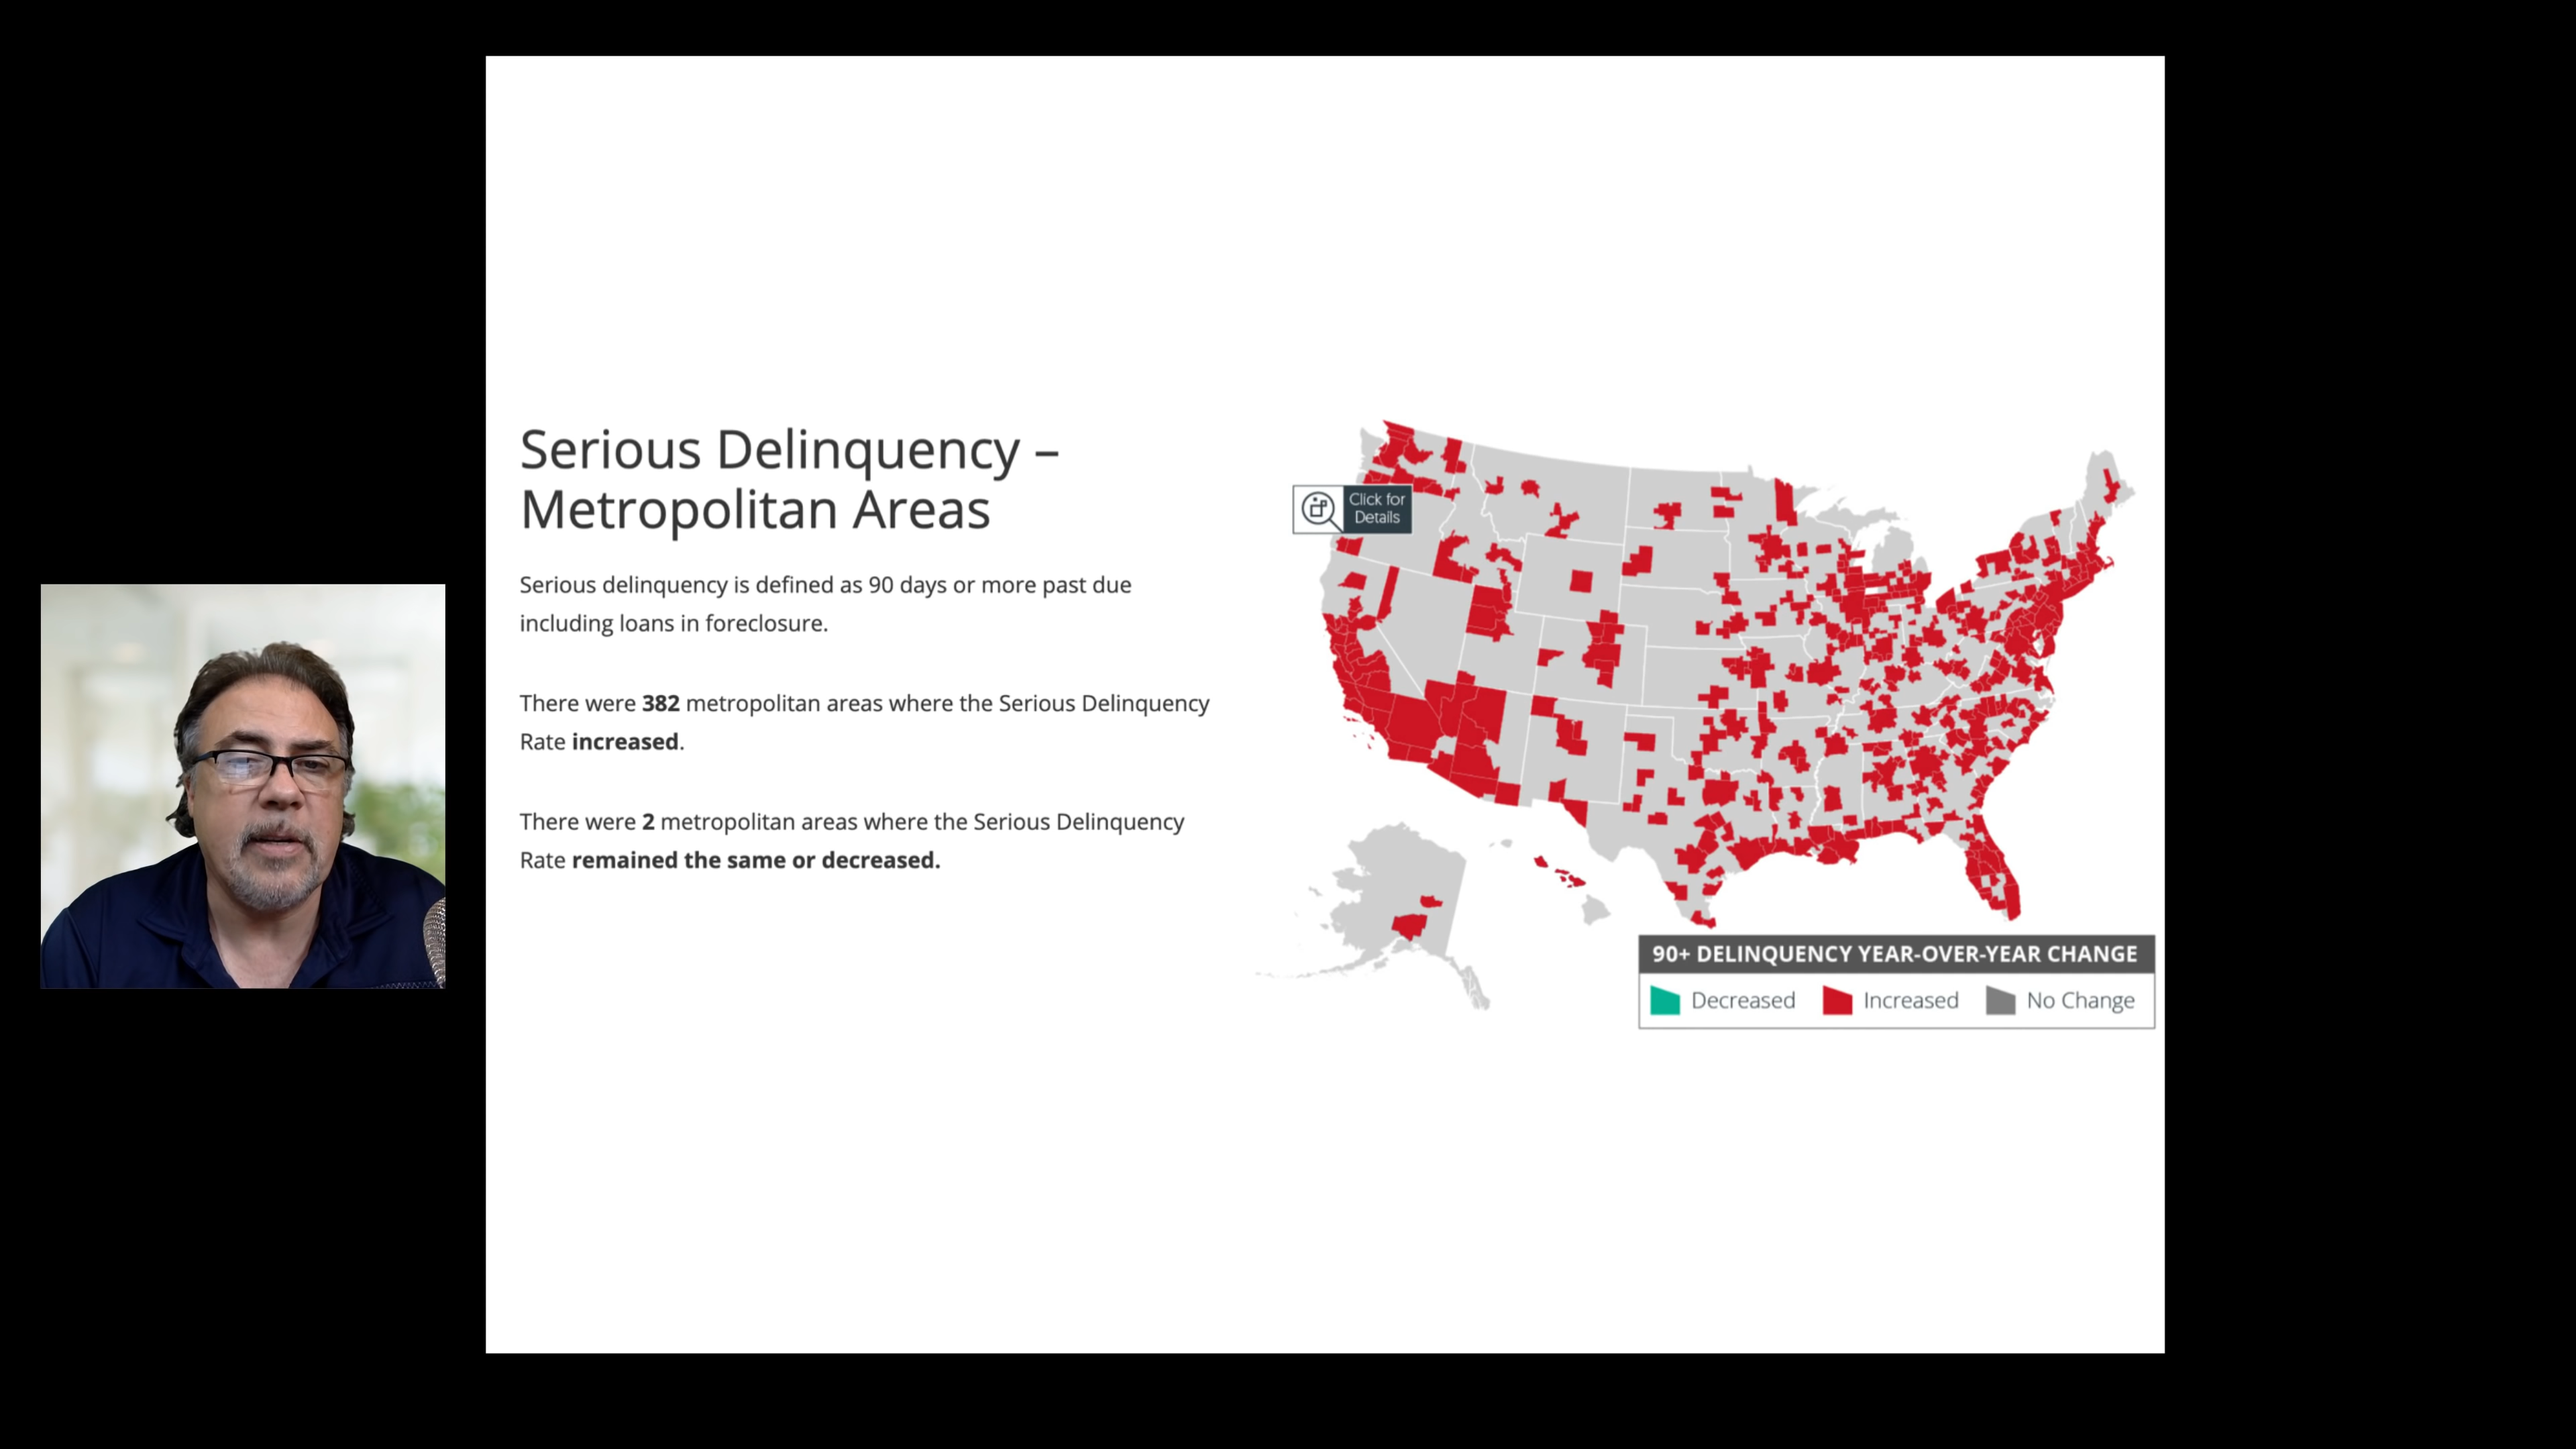 Serious Delinquency –
Metropolitan Areas
Serious delinquency is defined as 90 days or more past due
including loans in foreclosure.
There were 382 metropolitan areas where the Serious Delinquency
Rate increased.
There were 2 metropolitan areas where the Serious Delinquency
Rate remained the same or decreased.
Click for
Details
90+ DELINQUENCY YEAR-OVER-YEAR CHANGE
Decreased Increased No Change